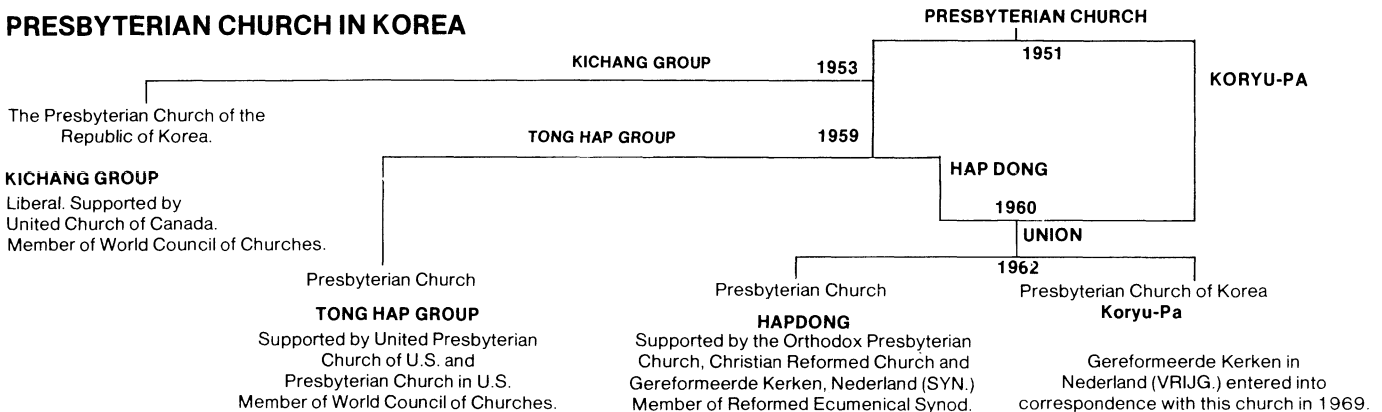 PRESBYTERIAN CHURCH IN KOREA
PRESBYTERIAN CHURCH
1951
KICHANG GROUP
1953
KORYU-PA
The Presbyterian Church of the
Republic of Korea.
TONG HAP GROUP
1959
KICHANG GROUP
Liberal. Supported by
United Church of Canada.
Member of World Council of Churches.
HAP DONG
1960
UNION
1962
Presbyterian Church
TONG HAP GROUP
Supported by United Presbyterian
Church of U.S. and
Presbyterian Church in U.S.
Member of World Council of Churches.
Presbyterian Church
HAPDONG
Supported by the Orthodox Presbyterian
Church, Christian Reformed Church and
Gereformeerde Kerken, Nederland (SYN.)
Member of Reformed Ecumenical Synod.
Presbyterian Church of Korea
Koryu-Pa
Gereformeerde Kerken in
Nederland (VRIJG.) entered into
correspondence with this church in 1969.